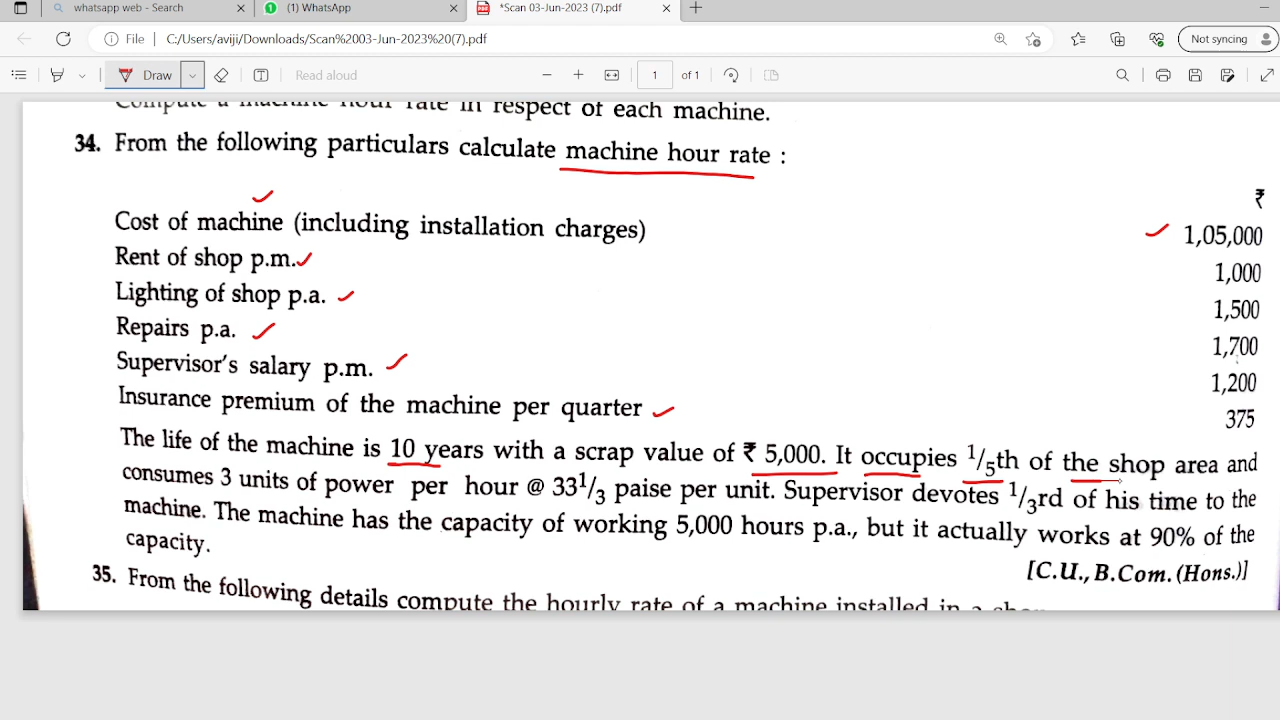 whatsapp web - Search
(1) WhatsApp
*Scan 03-Jun-2023 (7).pdf
File | C:/Users/aviji/Downloads/Scan%2003-Jun-2023%20(7).pdf
Not syncing
Draw
Read aloud
1 of 1
Compute a machine hour rate in respect of each machine.
34. From the following particulars calculate machine hour rate :
₹
Cost of machine (including installation charges) 1,05,000
Rent of shop p.m. 1,000
Lighting of shop p.a. 1,500
Repairs p.a. 1,700
Supervisor's salary p.m. 1,200
Insurance premium of the machine per quarter 375
The life of the machine is 10 years with a scrap value of ₹ 5,000. It occupies 1/5th of the shop area and
consumes 3 units of power per hour @ 33 1/3 paise per unit. Supervisor devotes 1/3rd of his time to the
machine. The machine has the capacity of working 5,000 hours p.a., but it actually works at 90% of the
capacity.
[C.U., B.Com. (Hons.)]
35. From the following details compute the hourly rate of a machine installed in a